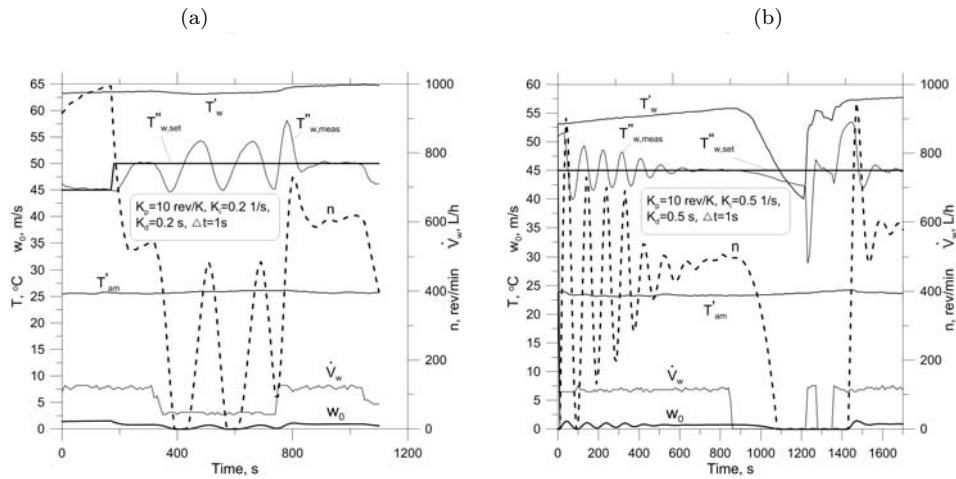 (a)
(b)
65
60
55
50
45
40
35
30
25
20
15
10
5
0
T, °C w₀, m/s
1000
800
600
400
200
0
n, rev/min V̇w, L/h
T'w
T''w,set
T''w,meas
Kp=10 rev/K, Ki=0.2 1/s,
Kd=0.2 s, △t=1s
n
T'am
V̇w
w₀
0 400 800 1200
Time, s
60
55
50
45
40
35
30
25
20
15
10
5
0
T, °C w₀, m/s
1000
800
600
400
200
0
n, rev/min V̇w, L/h
T'w
T''w,meas
T''w,set
Kp=10 rev/K, Ki=0.5 1/s,
Kd=0.5 s, △t=1s
n
T'am
V̇w
w₀
0 200 400 600 800 1000 1200 1400 1600
Time, s